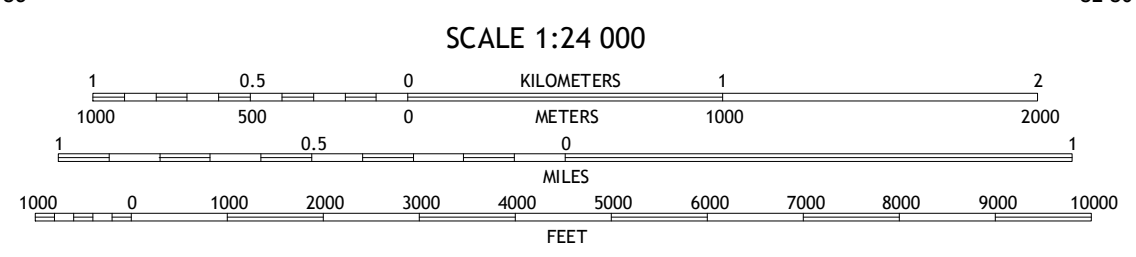 SCALE 1:24 000
1 0.5 0 KILOMETERS 1 2
1000 500 0 METERS 1000 2000
1 0.5 0 1
MILES
1000 0 1000 2000 3000 4000 5000 6000 7000 8000 9000 10000
FEET